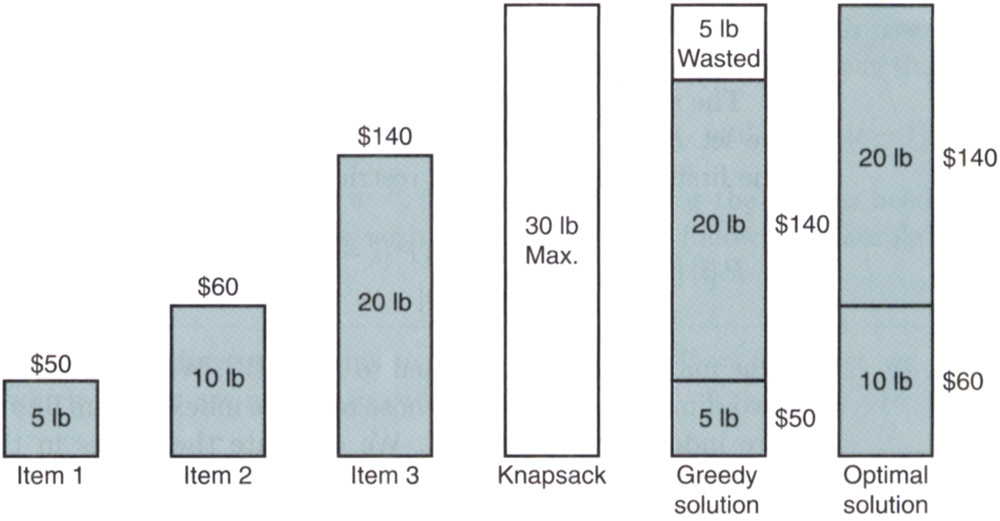 $50
5 lb
Item 1
$60
10 lb
Item 2
$140
20 lb
Item 3
30 lb
Max.
Knapsack
5 lb
Wasted
20 lb
$140
5 lb
$50
Greedy
solution
20 lb
$140
10 lb
$60
Optimal
solution